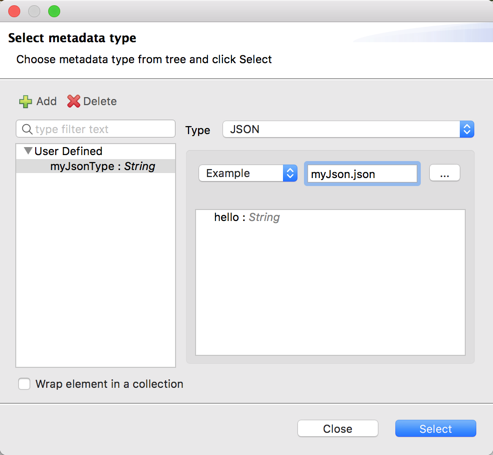 Select metadata type
Choose metadata type from tree and click Select
Add Delete
type filter text
Type JSON
User Defined
myJsonType : String
Example myJson.json ...
hello : String
Wrap element in a collection
Close Select